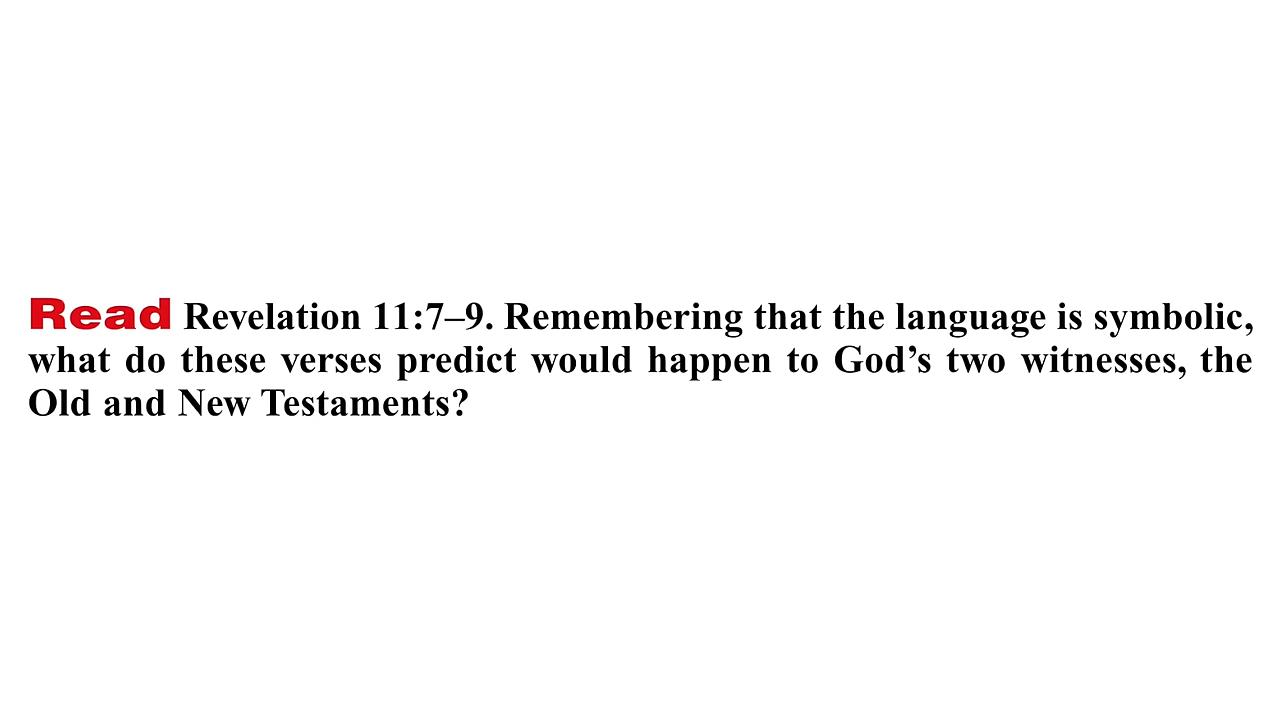 Read Revelation 11:7–9. Remembering that the language is symbolic,
what do these verses predict would happen to God’s two witnesses, the
Old and New Testaments?